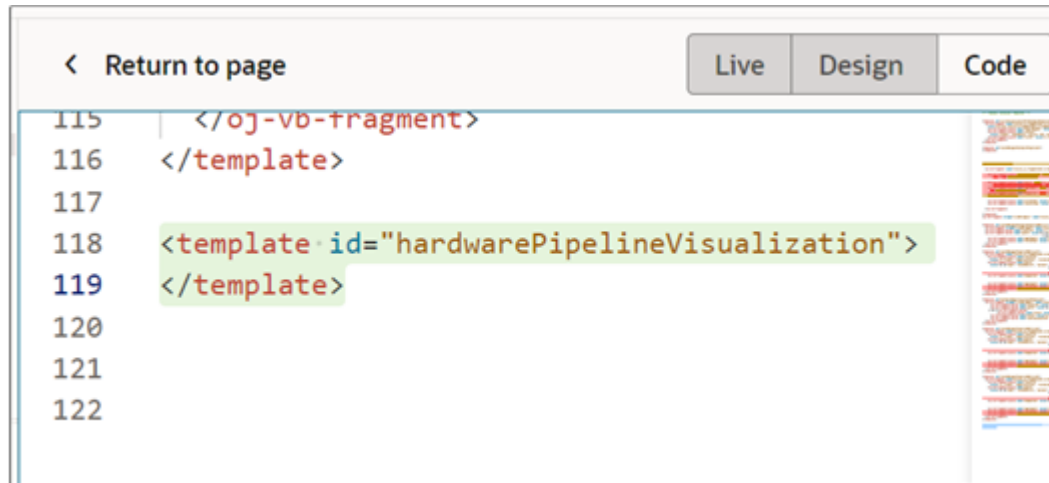 Return to page
Live Design Code
115 </oj-vb-fragment>
116 </template>
117
118 <template id="hardwarePipelineVisualization">
119 </template>
120
121
122